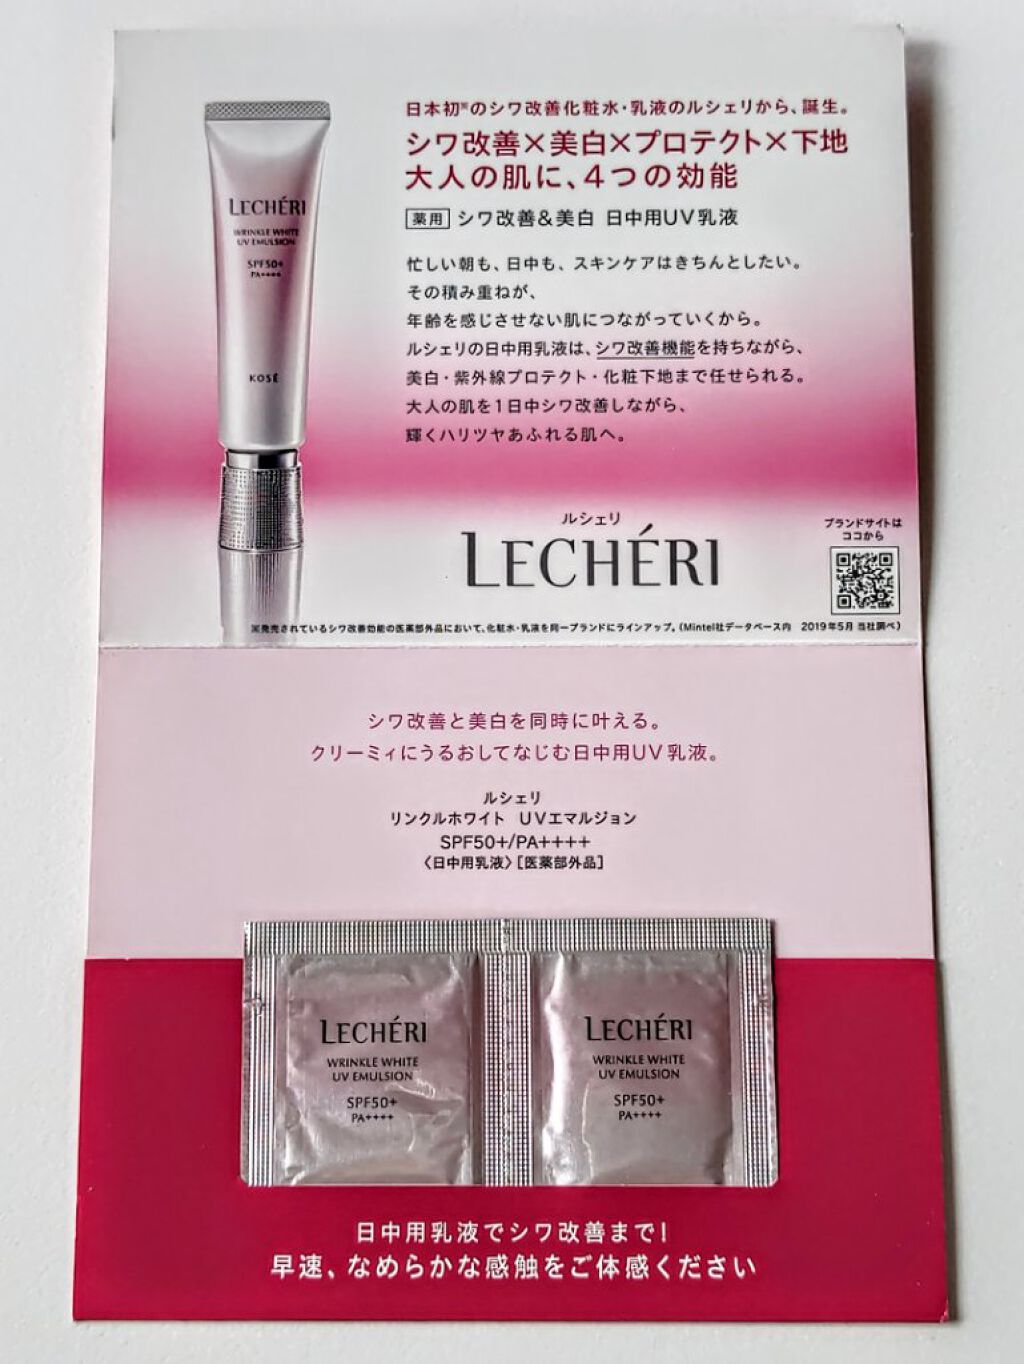 日本初※のシワ改善化粧水・乳液のルシェリから、誕生。
シワ改善×美白×プロテクト×下地
大人の肌に、4つの効能
薬用 シワ改善&美白 日中用UV乳液
忙しい朝も、日中も、スキンケアはきちんとしたい。
その積み重ねが、
年齢を感じさせない肌につながっていくから。
ルシェリの日中用乳液は、シワ改善機能を持ちながら、
美白・紫外線プロテクト・化粧下地まで任せられる。
大人の肌を1日中シワ改善しながら、
輝くハリツヤあふれる肌へ。
LECHÉRI
WRINKLE WHITE
UV EMULSION
SPF50+
PA++++
KOSÉ
ルシェリ
LECHÉRI
ブランドサイトは
ココから
※発売されているシワ改善効能の医薬部外品において、化粧水・乳液を同一ブランドにラインアップ。(Mintel社データベース内 2019年5月 当社調べ)
シワ改善と美白を同時に叶える。
クリーミィにうるおしてなじむ日中用UV乳液。
ルシェリ
リンクルホワイト UVエマルジョン
SPF50+/PA++++
〈日中用乳液〉[医薬部外品]
LECHÉRI
WRINKLE WHITE
UV EMULSION
SPF50+
PA++++
LECHÉRI
WRINKLE WHITE
UV EMULSION
SPF50+
PA++++
日中用乳液でシワ改善まで!
早速、なめらかな感触をご体感ください